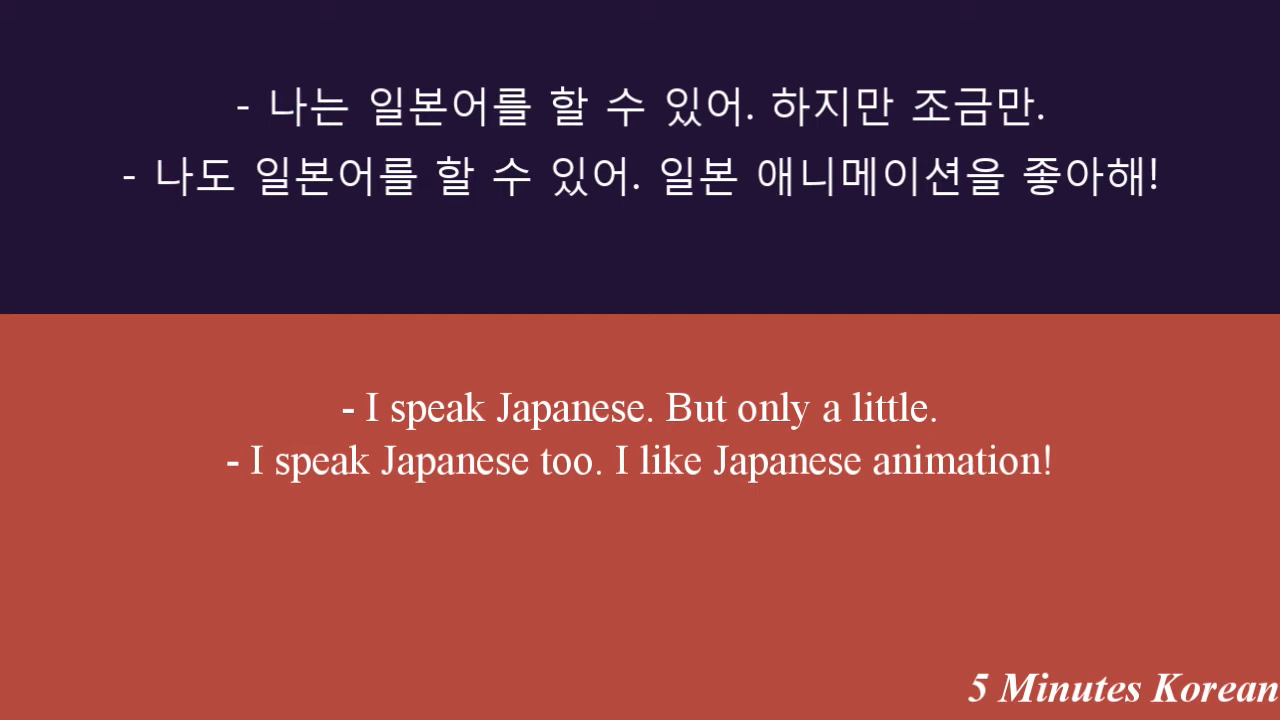 - 나는 일본어를 할 수 있어. 하지만 조금만.
- 나도 일본어를 할 수 있어. 일본 애니메이션을 좋아해!
- I speak Japanese. But only a little.
- I speak Japanese too. I like Japanese animation!
5 Minutes Korean